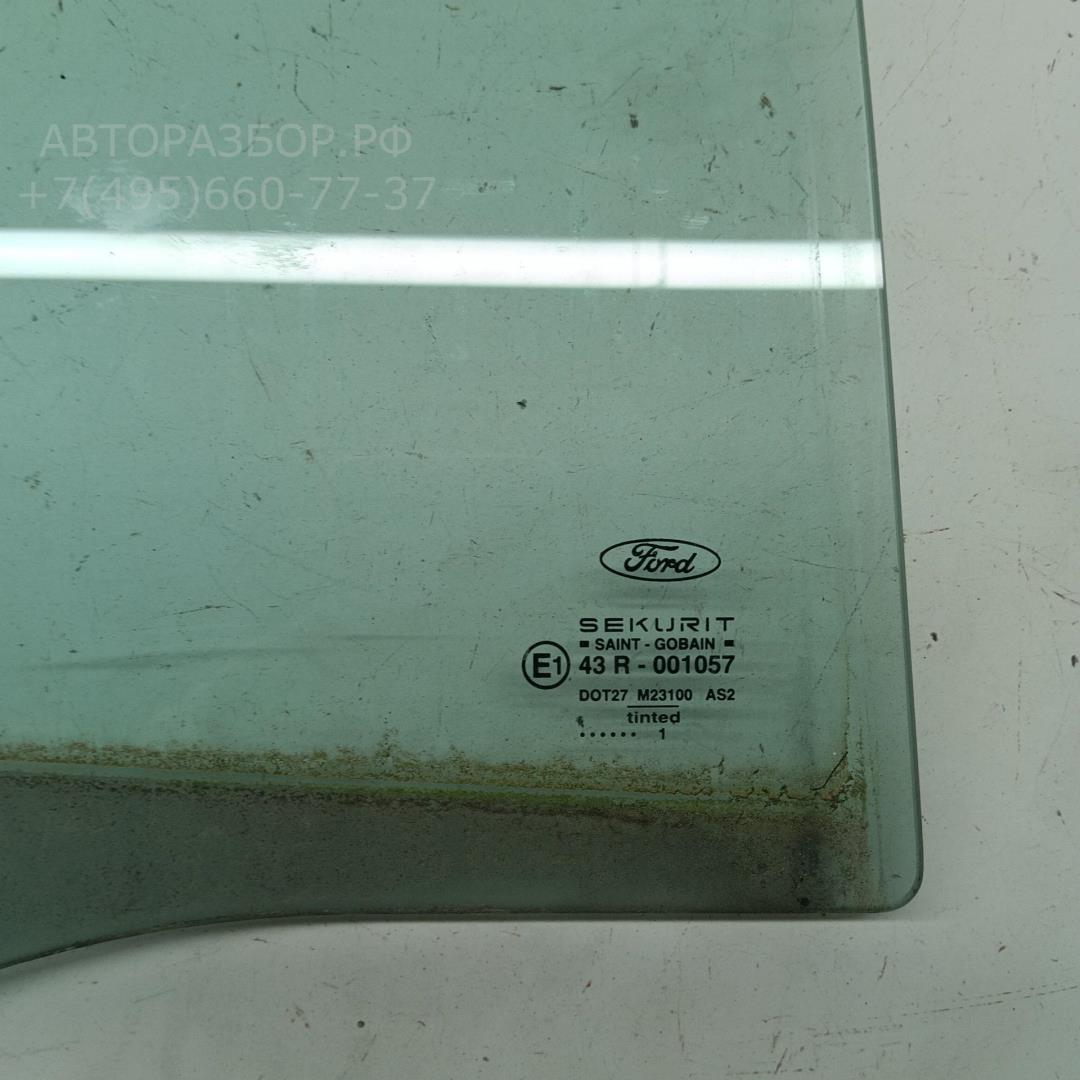 АВТОРАЗБОР.РФ
+7(495)660-77-37
Ford
SEKURIT
SAINT - GOBAIN
E1 43 R - 001057
DOT27 M23100 AS2
tinted
...... 1